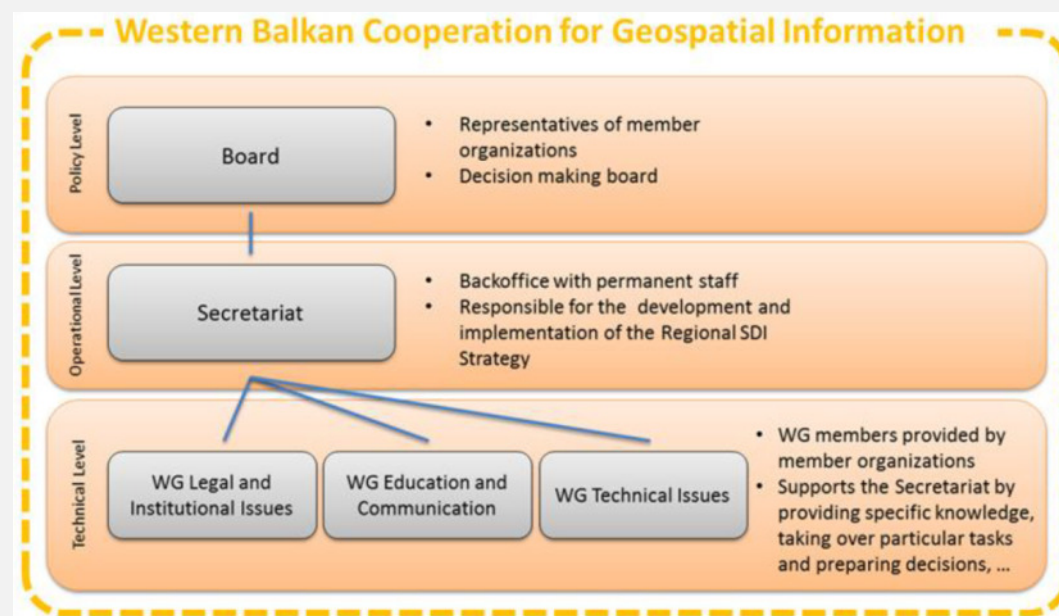 Western Balkan Cooperation for Geospatial Information
Policy Level
Board
• Representatives of member
organizations
• Decision making board
Operational Level
Secretariat
• Backoffice with permanent staff
• Responsible for the development and
implementation of the Regional SDI
Strategy
Technical Level
WG Legal and
Institutional Issues
WG Education and
Communication
WG Technical Issues
• WG members provided by
member organizations
• Supports the Secretariat by
providing specific knowledge,
taking over particular tasks
and preparing decisions, ...